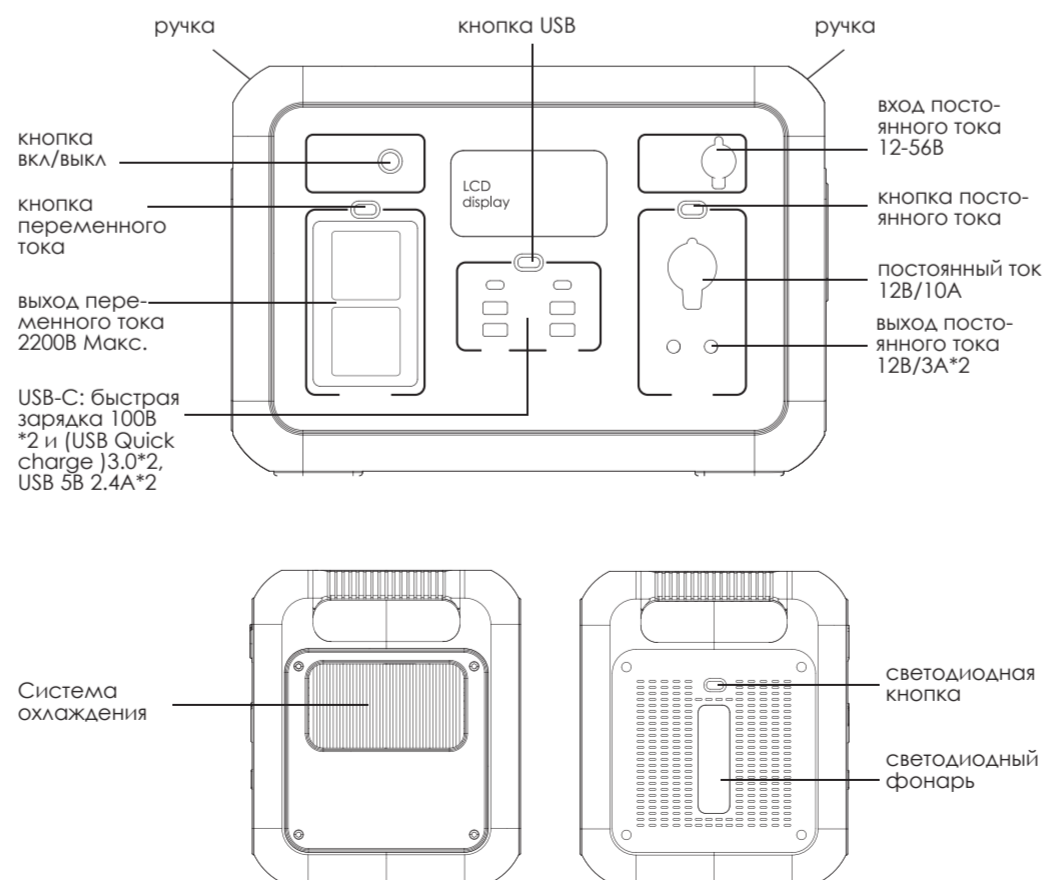 ручка
кнопка USB
ручка
кнопка
вкл/выкл
кнопка
переменного
тока
выход пере-
менного тока
2200В Макс.
USB-C: быстрая
зарядка 100В
*2 и (USB Quick
charge )3.0*2,
USB 5В 2.4А*2
LCD
display
вход посто-
янного тока
12-56В
кнопка посто-
янного тока
постоянный ток
12В/10А
выход посто-
янного тока
12В/3А*2
Система
охлаждения
светодиодная
кнопка
светодиодный
фонарь